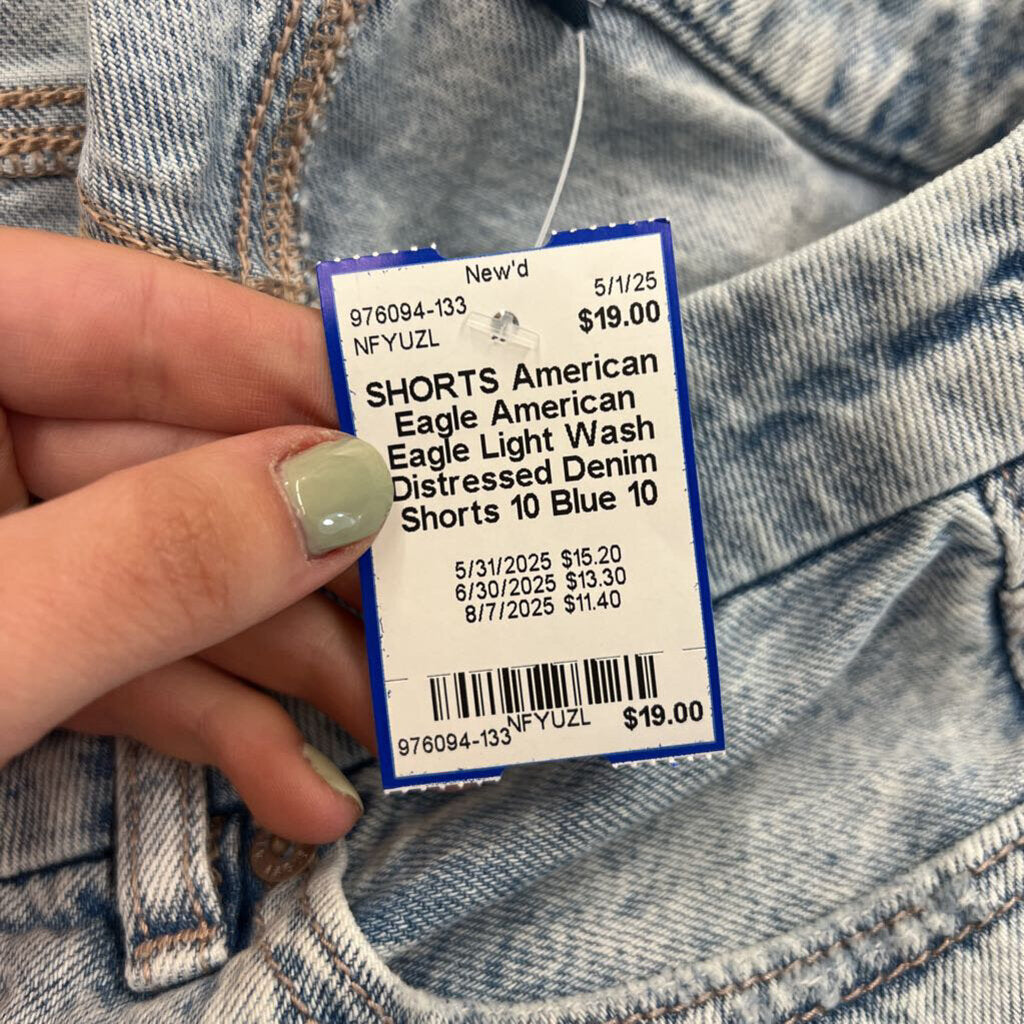 New'd
976094-133 5/1/25
NFYUZL $19.00
SHORTS American
Eagle American
Eagle Light Wash
Distressed Denim
Shorts 10 Blue 10
5/31/2025 $15.20
6/30/2025 $13.30
8/7/2025 $11.40
976094-133 NFYUZL $19.00